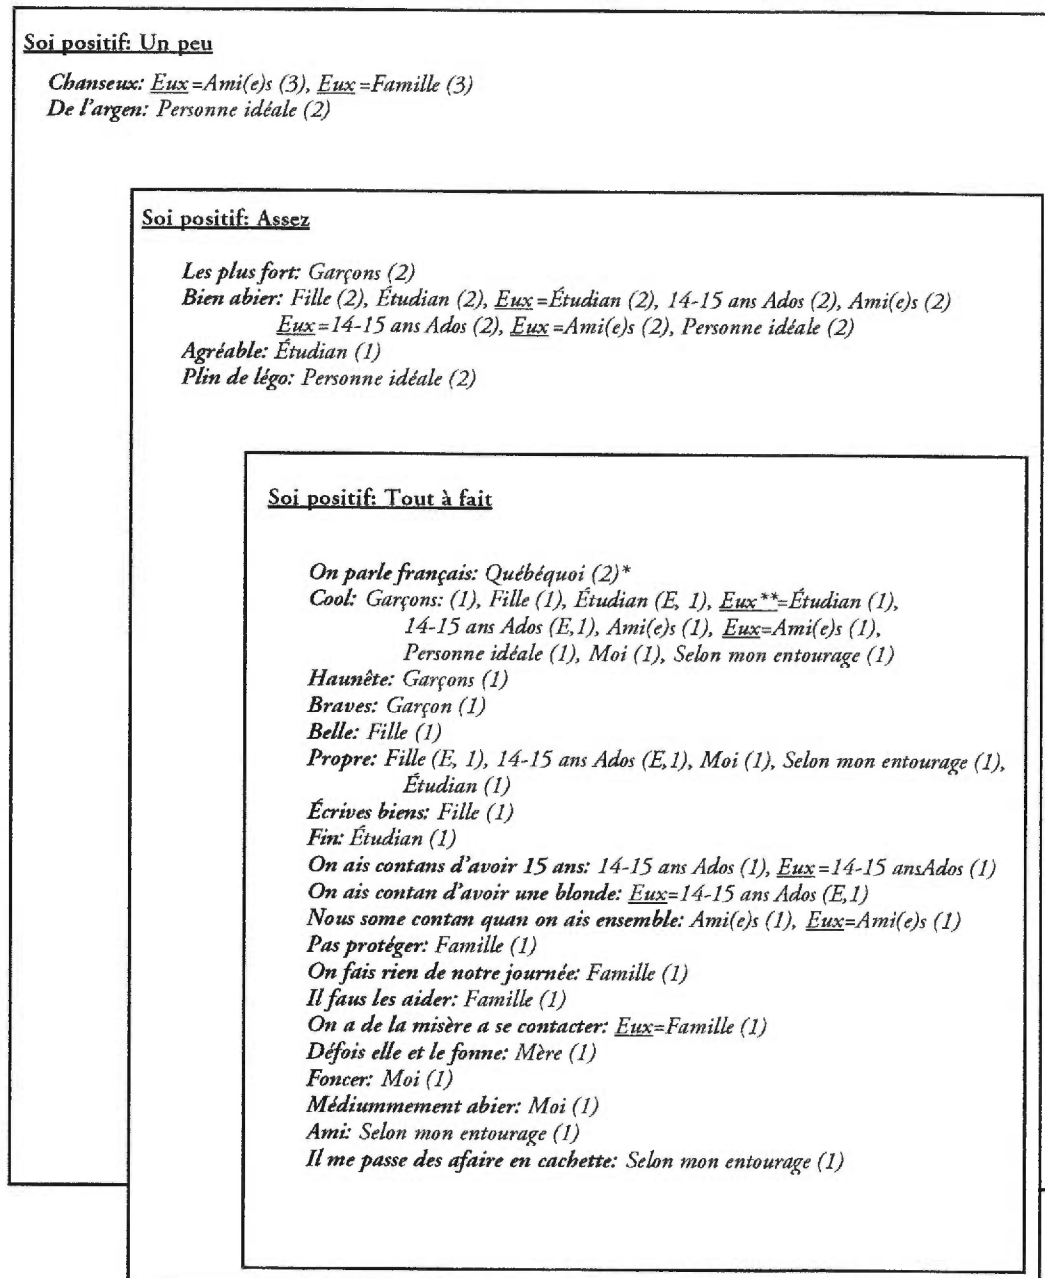 Soi positif: Un peu
Chanseux: Eux=Ami(e)s (3), Eux=Famille (3)
De l'argen: Personne idéale (2)
Soi positif: Assez
Les plus fort: Garçons (2)
Bien abier: Fille (2), Étudian (2), Eux=Étudian (2), 14-15 ans Ados (2), Ami(e)s (2)
Eux=14-15 ans Ados (2), Eux=Ami(e)s (2), Personne idéale (2)
Agréable: Étudian (1)
Plin de légo: Personne idéale (2)
Soi positif: Tout à fait
On parle français: Québéquoi (2)*
Cool: Garçons: (1), Fille (1), Étudian (E, 1), Eux**=Étudian (1),
14-15 ans Ados (E,1), Ami(e)s (1), Eux=Ami(e)s (1),
Personne idéale (1), Moi (1), Selon mon entourage (1)
Haunête: Garçons (1)
Braves: Garçon (1)
Belle: Fille (1)
Propre: Fille (E, 1), 14-15 ans Ados (E,1), Moi (1), Selon mon entourage (1),
Étudian (1)
Écrives biens: Fille (1)
Fin: Étudian (1)
On ais contans d'avoir 15 ans: 14-15 ans Ados (1), Eux=14-15 ansAdos (1)
On ais contan d'avoir une blonde: Eux=14-15 ans Ados (E,1)
Nous some contan quan on ais ensemble: Ami(e)s (1), Eux=Ami(e)s (1)
Pas protéger: Famille (1)
On fais rien de notre journée: Famille (1)
Il faus les aider: Famille (1)
On a de la misère a se contacter: Eux=Famille (1)
Défois elle et le fonne: Mère (1)
Foncer: Moi (1)
Médiummement abier: Moi (1)
Ami: Selon mon entourage (1)
Il me passe des afaire en cachette: Selon mon entourage (1)